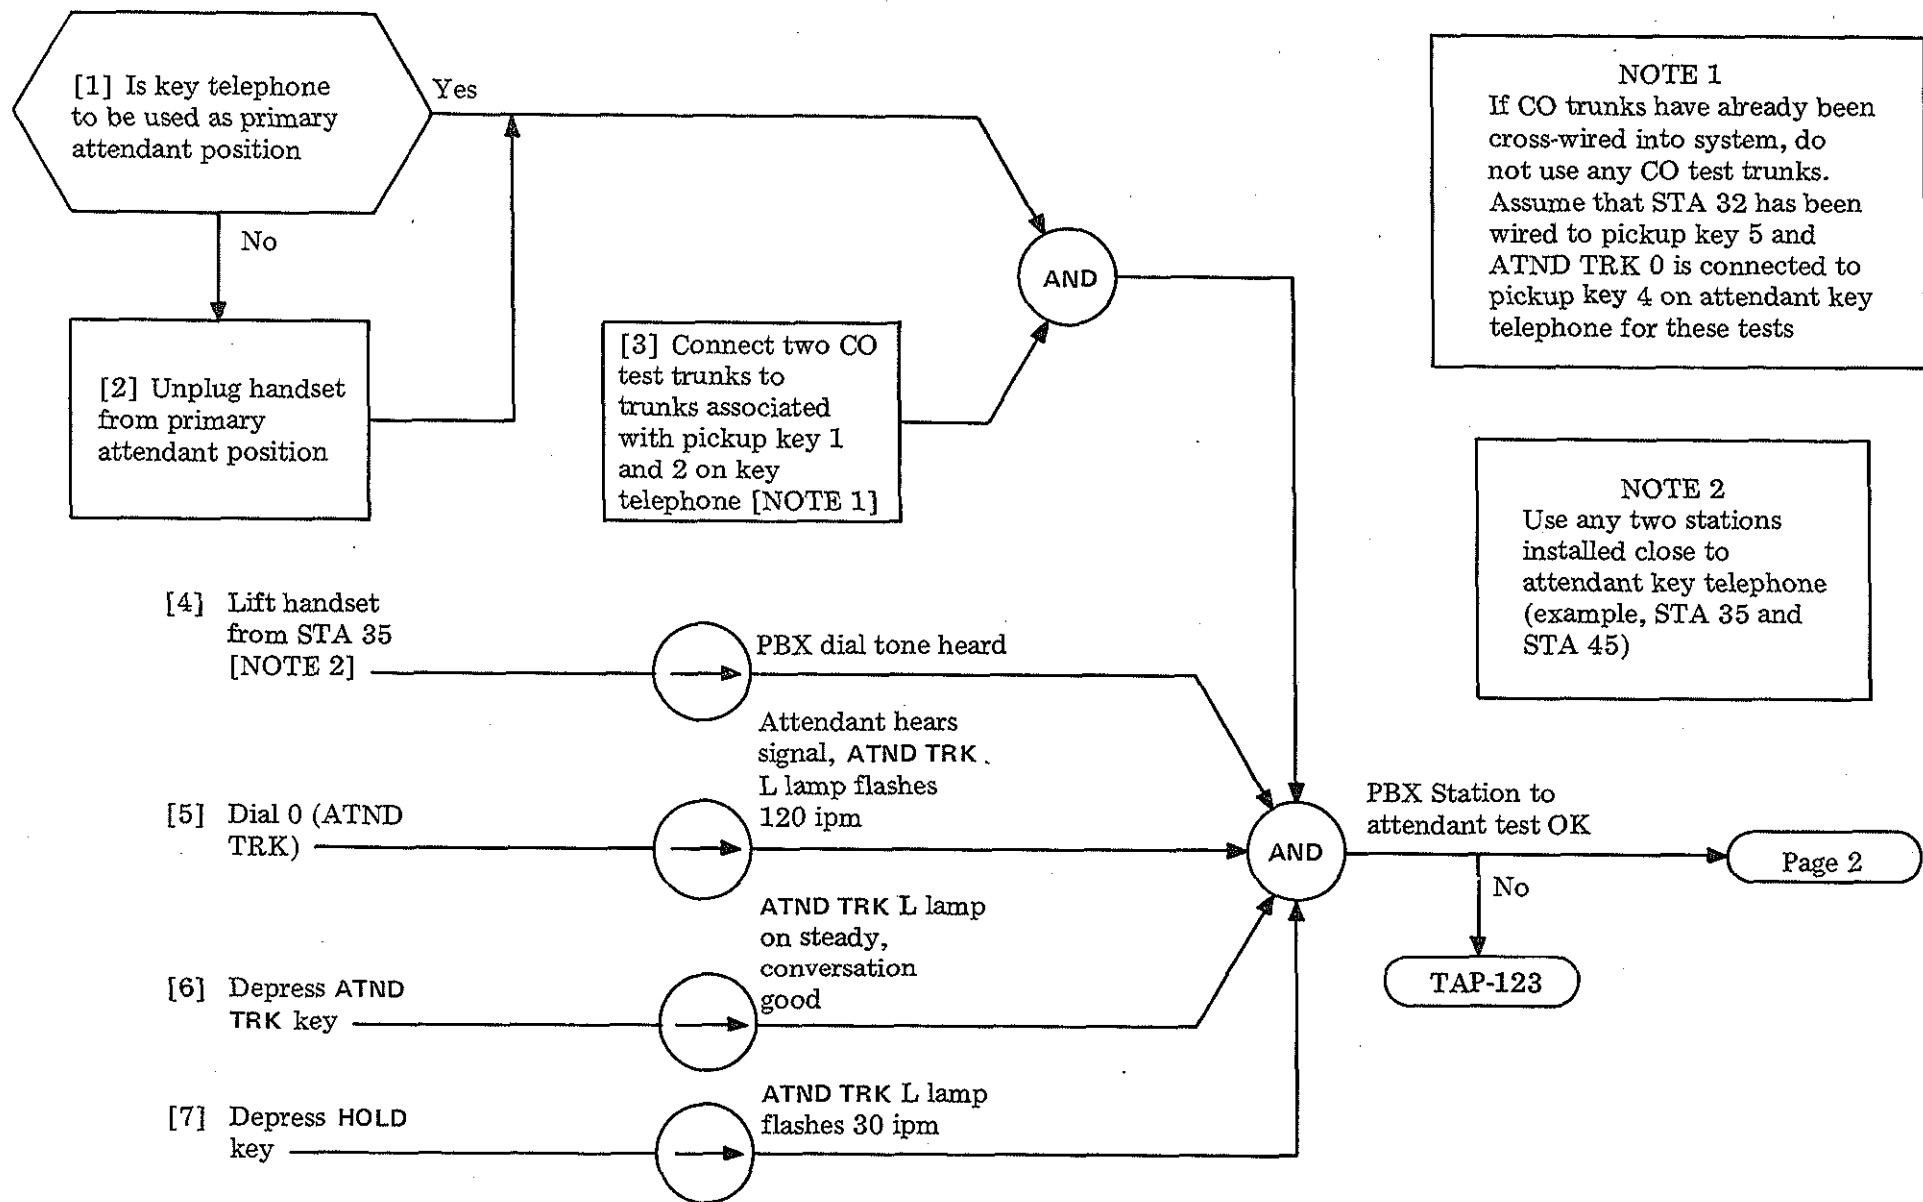 [1] Is key telephone
to be used as primary
attendant position
Yes
No
[2] Unplug handset
from primary
attendant position
[3] Connect two CO
test trunks to
trunks associated
with pickup key 1
and 2 on key
telephone [NOTE 1]
AND
NOTE 1
If CO trunks have already been
cross-wired into system, do
not use any CO test trunks.
Assume that STA 32 has been
wired to pickup key 5 and
ATND TRK 0 is connected to
pickup key 4 on attendant key
telephone for these tests
NOTE 2
Use any two stations
installed close to
attendant key telephone
(example, STA 35 and
STA 45)
[4] Lift handset
from STA 35
[NOTE 2]
PBX dial tone heard
[5] Dial 0 (ATND
TRK)
Attendant hears
signal, ATND TRK
L lamp flashes
120 ipm
[6] Depress ATND
TRK key
ATND TRK L lamp
on steady,
conversation
good
[7] Depress HOLD
key
ATND TRK L lamp
flashes 30 ipm
AND
PBX Station to
attendant test OK
Page 2
No
TAP-123